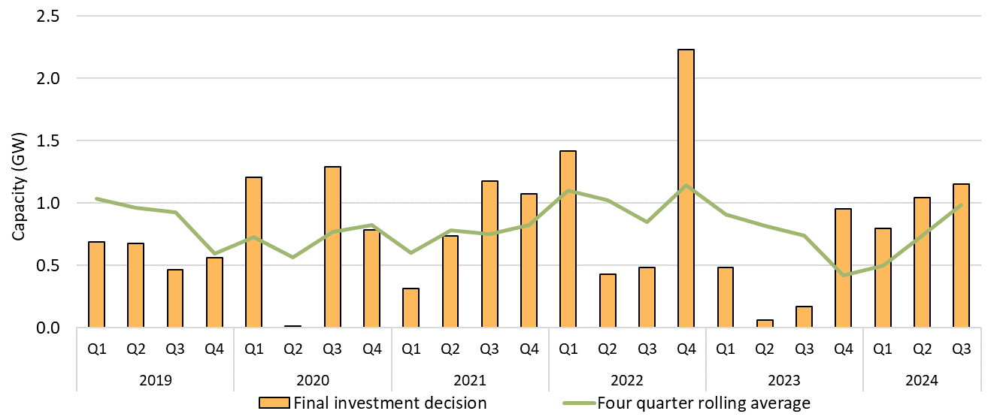 2.5
2.0
1.5
1.0
0.5
0.0
Capacity (GW)
Q1 Q2 Q3 Q4 Q1 Q2 Q3 Q4 Q1 Q2 Q3 Q4 Q1 Q2 Q3 Q4 Q1 Q2 Q3 Q4 Q1 Q2 Q3
2019 2020 2021 2022 2023 2024
Final investment decision Four quarter rolling average